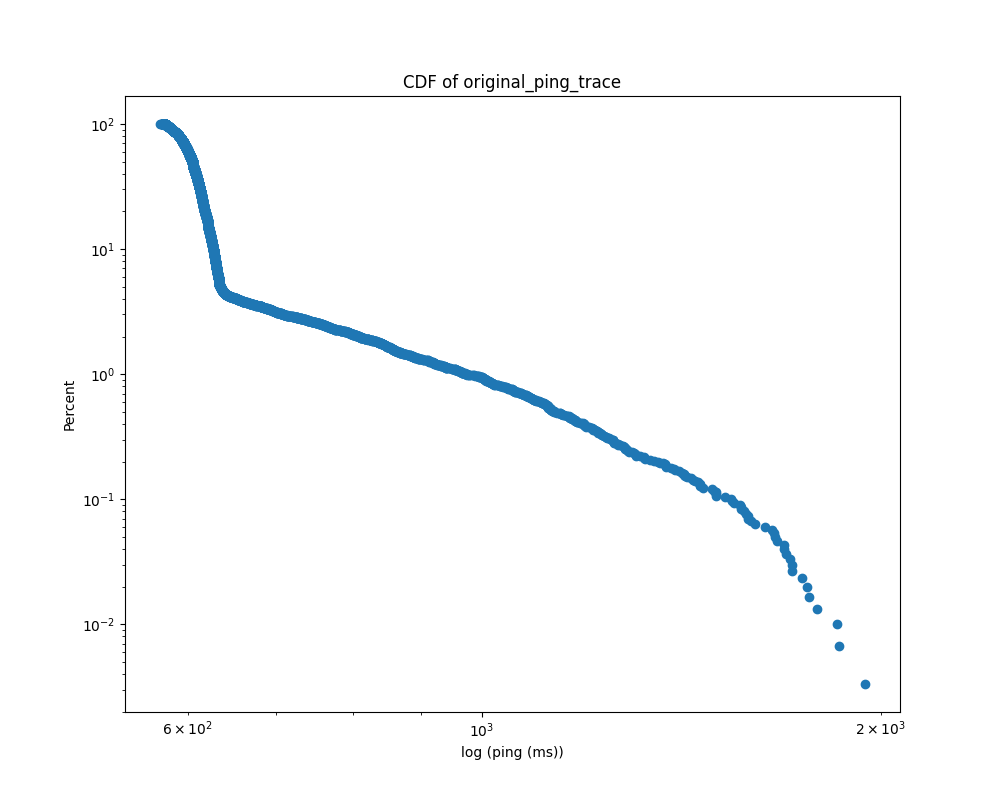 CDF of original_ping_trace
Percent
10²
10¹
10⁰
10⁻¹
10⁻²
6 × 10²
10³
2 × 10³
log (ping (ms))